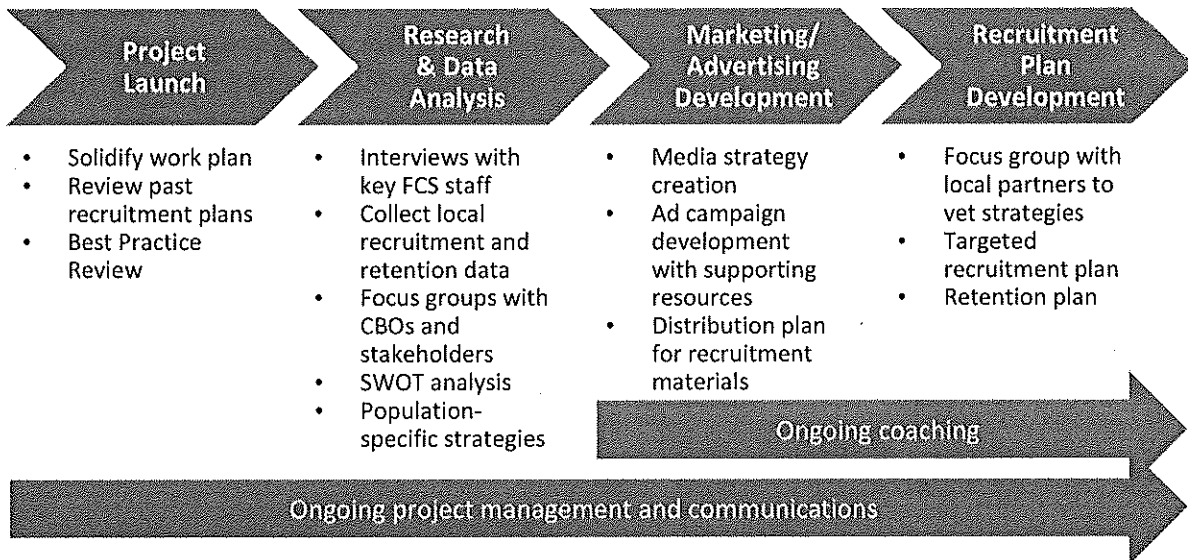 Project
Launch
Research
& Data
Analysis
Marketing/
Advertising
Development
Recruitment
Plan
Development
• Solidify work plan
• Review past
recruitment plans
• Best Practice
Review
• Interviews with
key FCS staff
• Collect local
recruitment and
retention data
• Focus groups with
CBOs and
stakeholders
• SWOT analysis
• Population-
specific strategies
• Media strategy
creation
• Ad campaign
development
with supporting
resources
• Distribution plan
for recruitment
materials
• Focus group with
local partners to
vet strategies
• Targeted
recruitment plan
• Retention plan
Ongoing coaching
Ongoing project management and communications